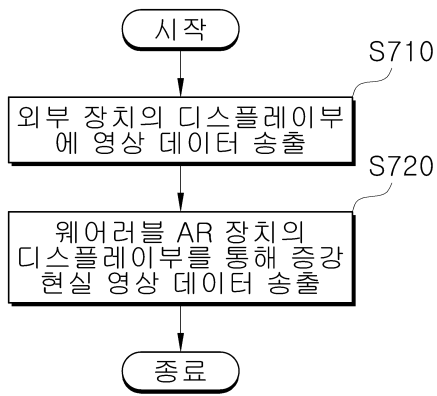 시작
S710
외부 장치의 디스플레이부
에 영상 데이터 송출
S720
웨어러블 AR 장치의
디스플레이부를 통해 증강
현실 영상 데이터 송출
종료